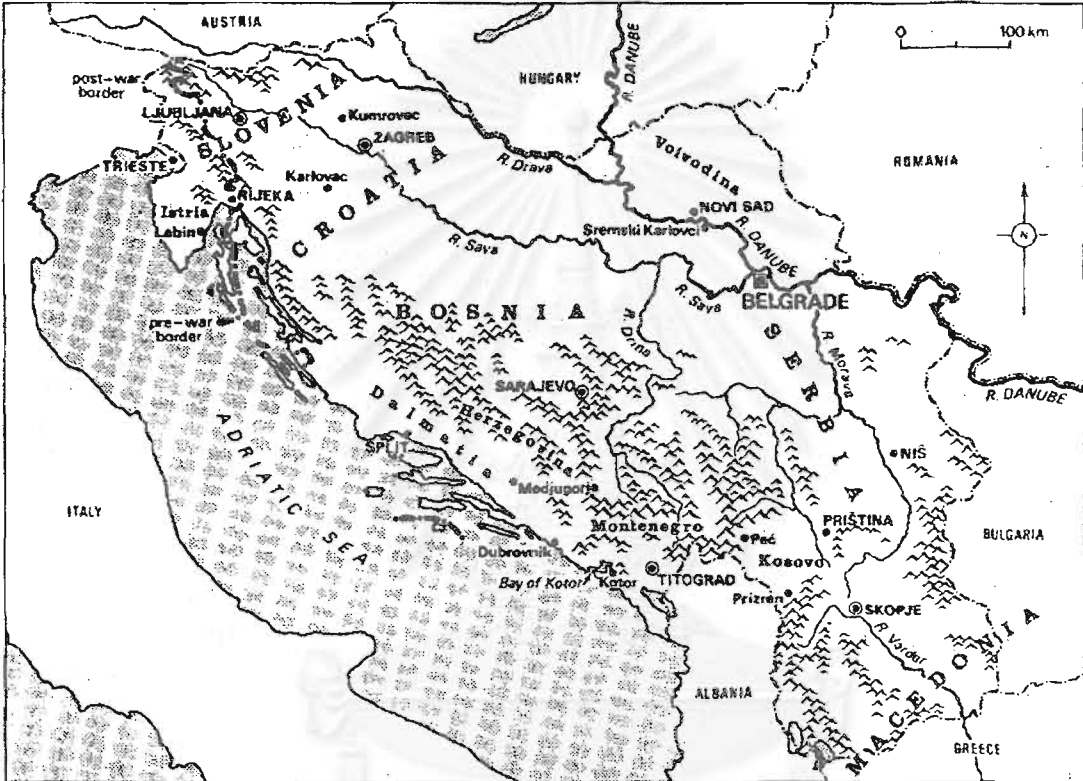 AUSTRIA
0 100 km
HUNGARY
R. DANUBE
post-war
border
LJUBLJANA
SLOVENIA
Kumrovac
ZAGREB
R. Drava
Voivodina
ROMANIA
TRIESTE
Karlovac
CROATIA
RIJEKA
Istria
Labin
NOVI SAD
Sremski Karlovci
R. DANUBE
N
R. Sava
R. Sava
BELGRADE
pre-war
border
BOSNIA
R. Drina
SERBIA
R. Morava
R. DANUBE
SARAJEVO
Dalmatia
Herzegovina
SPLIT
ADRIATIC SEA
NIŠ
Medjugorj
ITALY
Montenegro
PRIŠTINA
BULGARIA
Peć
Dubrovnik
Kosovo
Bay of Kotor
Kotor
TITOGRAD
Prizren
SKOPJE
R. Vardar
ALBANIA
MACEDONIA
GREECE